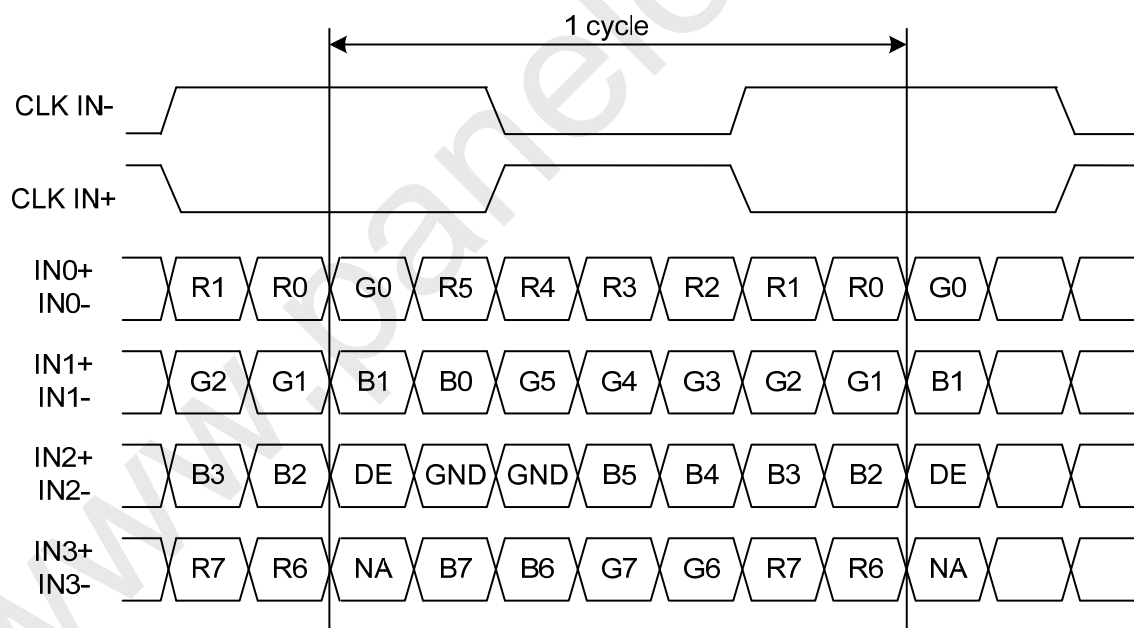 1 cycle
CLK IN-
CLK IN+
IN0+
IN0-
R1 R0 G0 R5 R4 R3 R2 R1 R0 G0
IN1+
IN1-
G2 G1 B1 B0 G5 G4 G3 G2 G1 B1
IN2+
IN2-
B3 B2 DE GND GND B5 B4 B3 B2 DE
IN3+
IN3-
R7 R6 NA B7 B6 G7 G6 R7 R6 NA
www.panelo